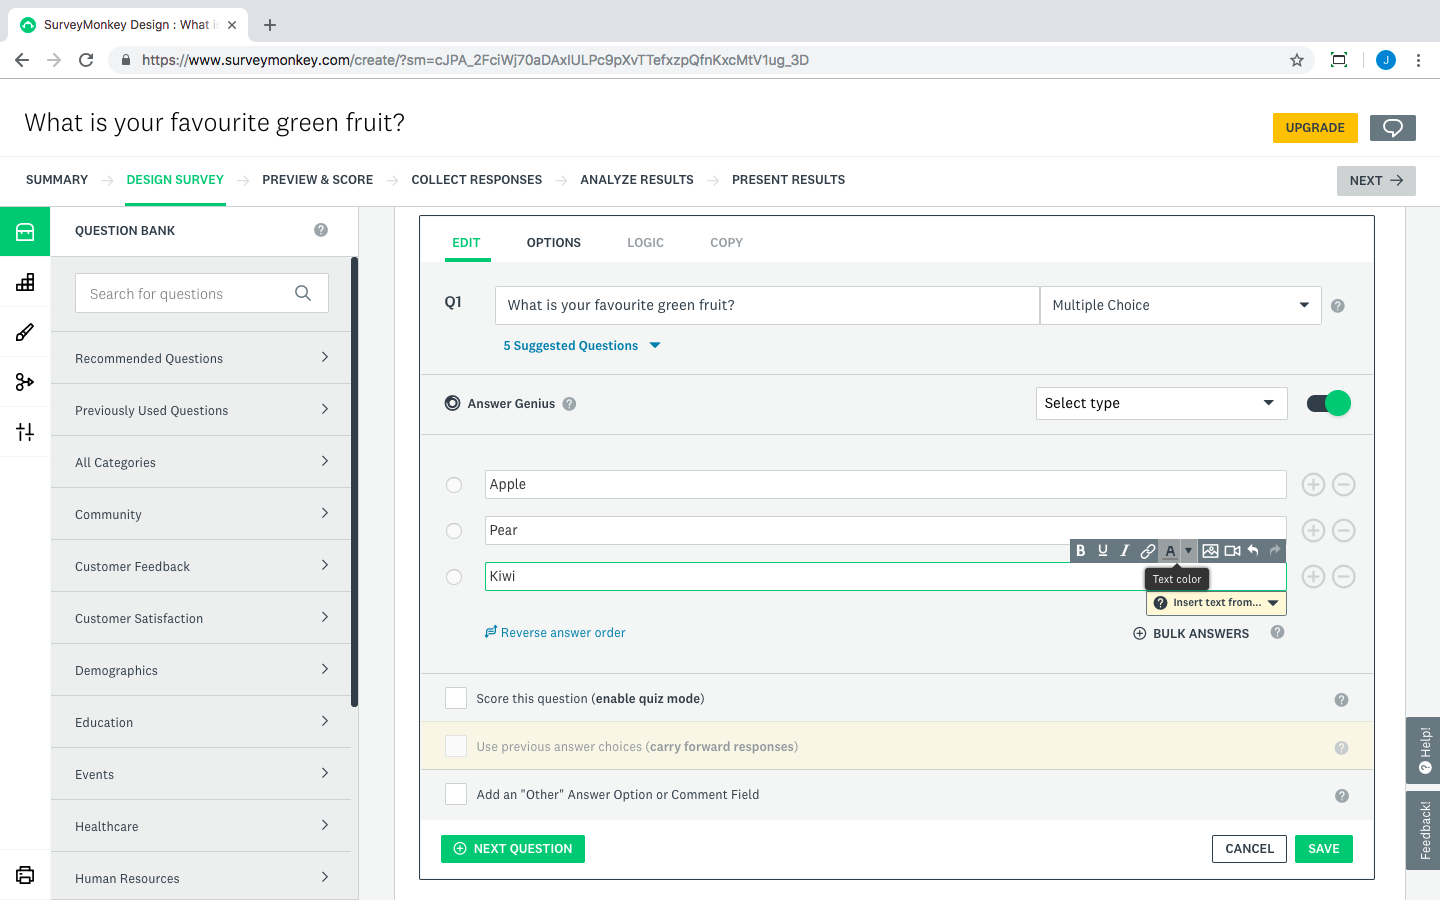 SurveyMonkey Design : What is
https://www.surveymonkey.com/create/?sm=cJPA_2FciWj70aDAxIULPc9pXvTTefxzpQfnKxcMtV1ug_3D
J
What is your favourite green fruit?
UPGRADE
SUMMARY
DESIGN SURVEY
PREVIEW & SCORE
COLLECT RESPONSES
ANALYZE RESULTS
PRESENT RESULTS
NEXT
QUESTION BANK
?
Search for questions
Recommended Questions
Previously Used Questions
All Categories
Community
Customer Feedback
Customer Satisfaction
Demographics
Education
Events
Healthcare
Human Resources
EDIT
OPTIONS
LOGIC
COPY
Q1
What is your favourite green fruit?
Multiple Choice
?
5 Suggested Questions
Answer Genius
?
Select type
Apple
Pear
B U I A
Kiwi
Text color
? Insert text from...
Reverse answer order
BULK ANSWERS
?
Score this question (enable quiz mode)
?
Use previous answer choices (carry forward responses)
?
Add an "Other" Answer Option or Comment Field
?
NEXT QUESTION
CANCEL
SAVE
? Help!
Feedback!